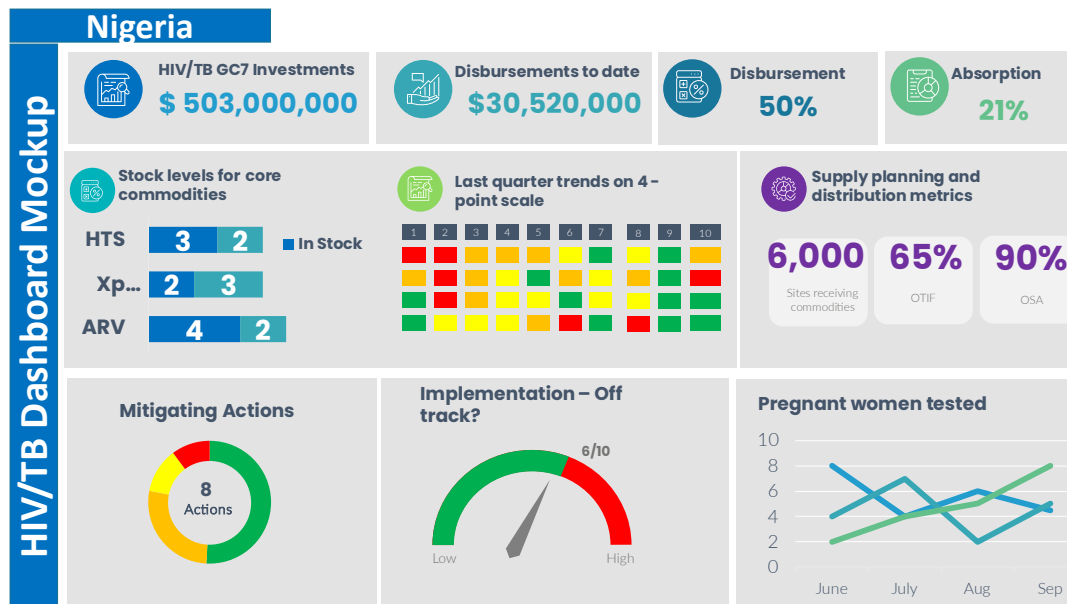 Nigeria
HIV/TB Dashboard Mockup
HIV/TB GC7 Investments
$ 503,000,000
Disbursements to date
$30,520,000
Disbursement
50%
Absorption
21%
Stock levels for core
commodities
HTS
3 2
In Stock
Xp...
2 3
ARV
4 2
Last quarter trends on 4-
point scale
1 2 3 4 5 6 7 8 9 10
Supply planning and
distribution metrics
6,000
Sites receiving
commodities
65%
OTIF
90%
OSA
Mitigating Actions
8
Actions
Implementation – Off
track?
6/10
Low
High
Pregnant women tested
10
8
6
4
2
0
June July Aug Sep